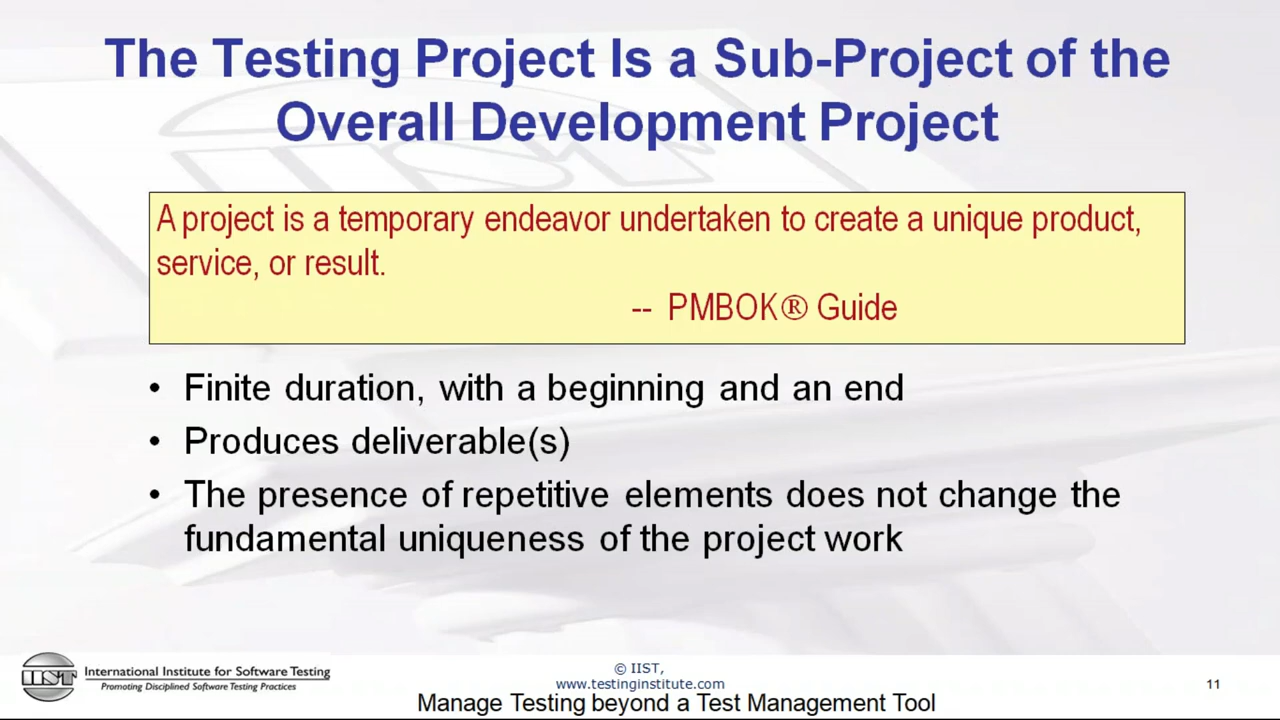 The Testing Project Is a Sub-Project of the
Overall Development Project
A project is a temporary endeavor undertaken to create a unique product,
service, or result.
-- PMBOK® Guide
• Finite duration, with a beginning and an end
• Produces deliverable(s)
• The presence of repetitive elements does not change the
fundamental uniqueness of the project work
IIST
International Institute for Software Testing
Promoting Disciplined Software Testing Practices
© IIST,
www.testinginstitute.com
11
Manage Testing beyond a Test Management Tool